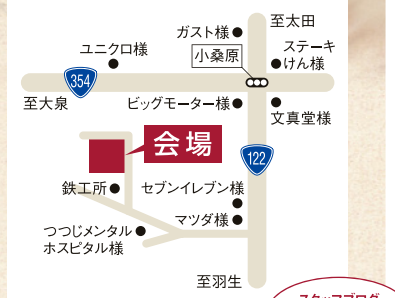 ガスト様
至太田
ユニクロ様
小桑原
ステーキ
けん様
354
至大泉
ビッグモーター様
文真堂様
会場
122
鉄工所
セブンイレブン様
マツダ様
つつじメンタル
ホスピタル様
至羽生